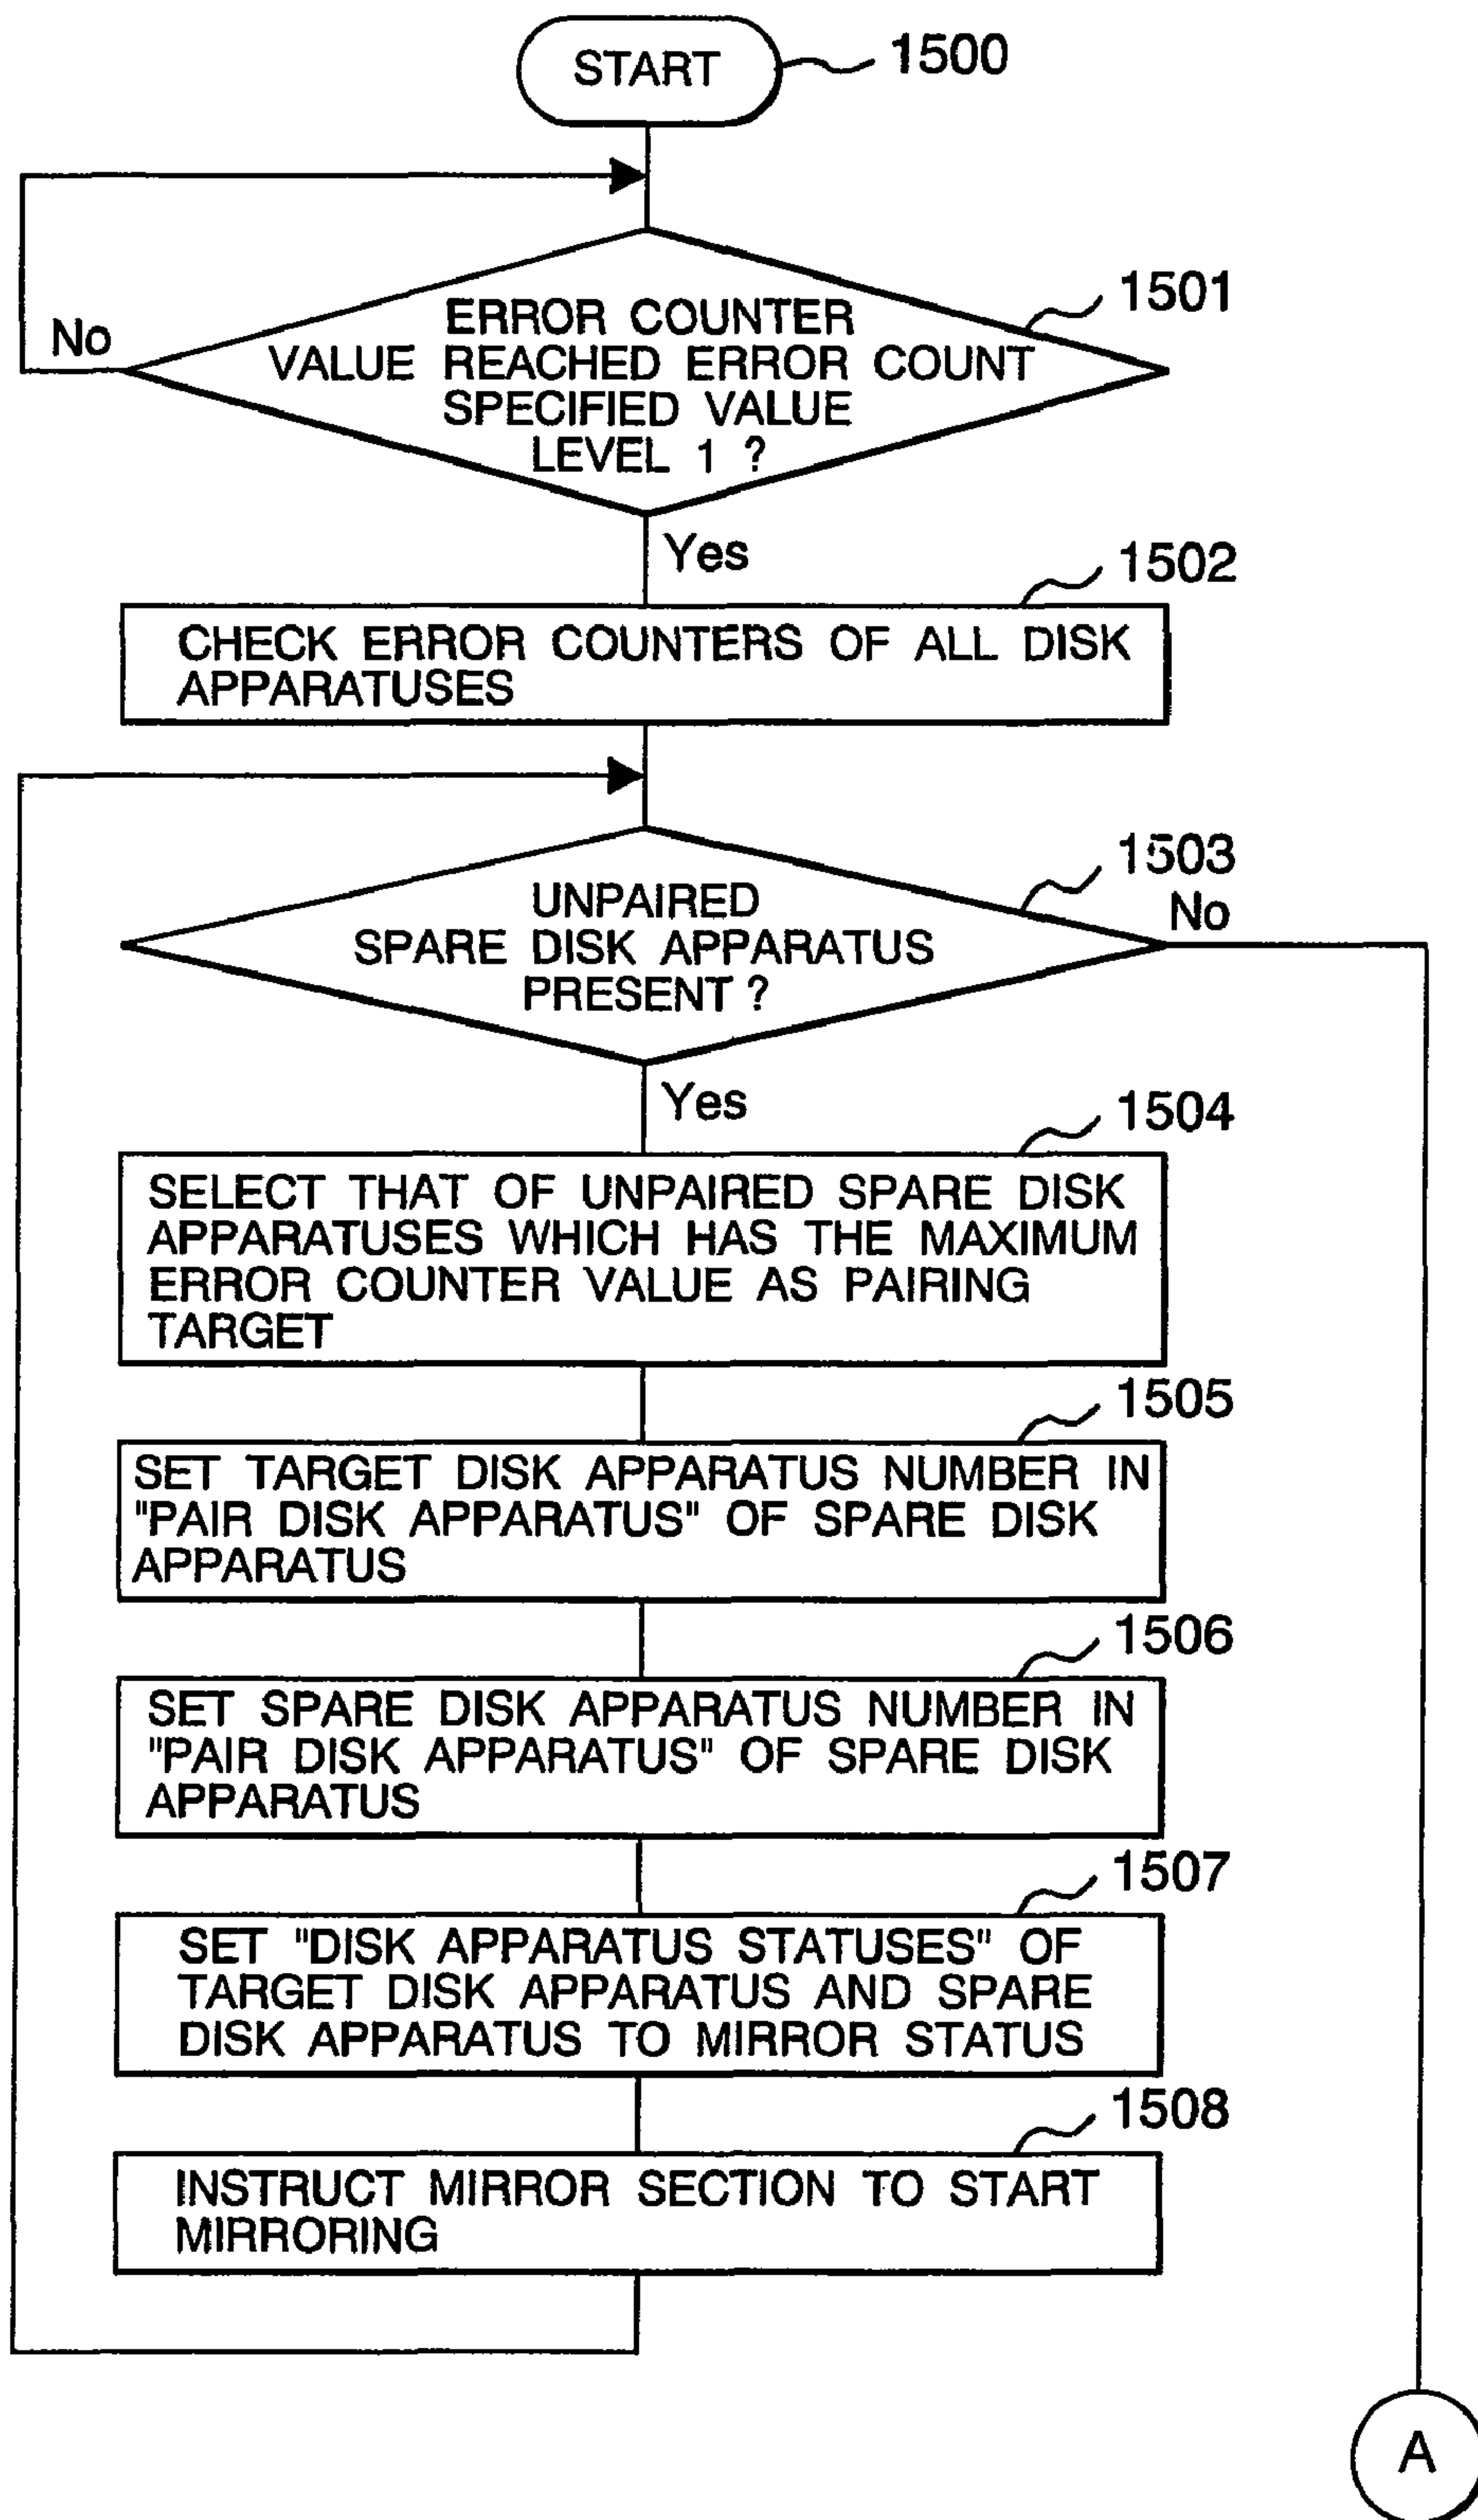 START
1500
ERROR COUNTER
VALUE REACHED ERROR COUNT
SPECIFIED VALUE
LEVEL 1 ?
1501
No
Yes
1502
CHECK ERROR COUNTERS OF ALL DISK
APPARATUSES
1503
UNPAIRED
SPARE DISK APPARATUS
PRESENT ?
No
Yes
1504
SELECT THAT OF UNPAIRED SPARE DISK
APPARATUSES WHICH HAS THE MAXIMUM
ERROR COUNTER VALUE AS PAIRING
TARGET
1505
SET TARGET DISK APPARATUS NUMBER IN
"PAIR DISK APPARATUS" OF SPARE DISK
APPARATUS
1506
SET SPARE DISK APPARATUS NUMBER IN
"PAIR DISK APPARATUS" OF SPARE DISK
APPARATUS
1507
SET "DISK APPARATUS STATUSES" OF
TARGET DISK APPARATUS AND SPARE
DISK APPARATUS TO MIRROR STATUS
1508
INSTRUCT MIRROR SECTION TO START
MIRRORING
A